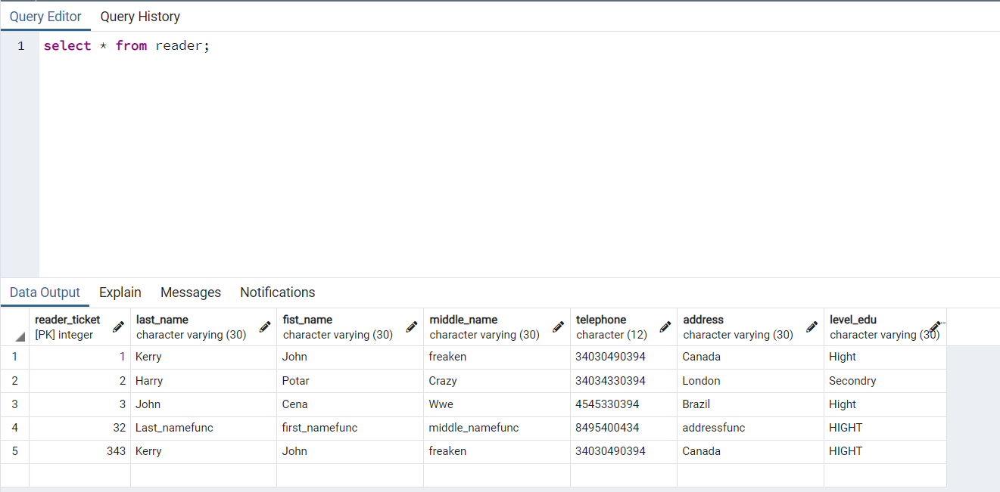 Query Editor Query History
1 select * from reader;
Data Output Explain Messages Notifications
reader_ticket last_name fist_name middle_name telephone address level_edu...
[PK] integer character varying (30) character varying (30) character varying (30) character (12) character varying (30) character varying (30)
1 1 Kerry John freaken 34030490394 Canada Hight
2 2 Harry Potar Crazy 34034330394 London Secondry
3 3 John Cena Wwe 4545330394 Brazil Hight
4 32 Last_namefunc first_namefunc middle_namefunc 8495400434 addressfunc HIGHT
5 343 Kerry John freaken 34030490394 Canada HIGHT